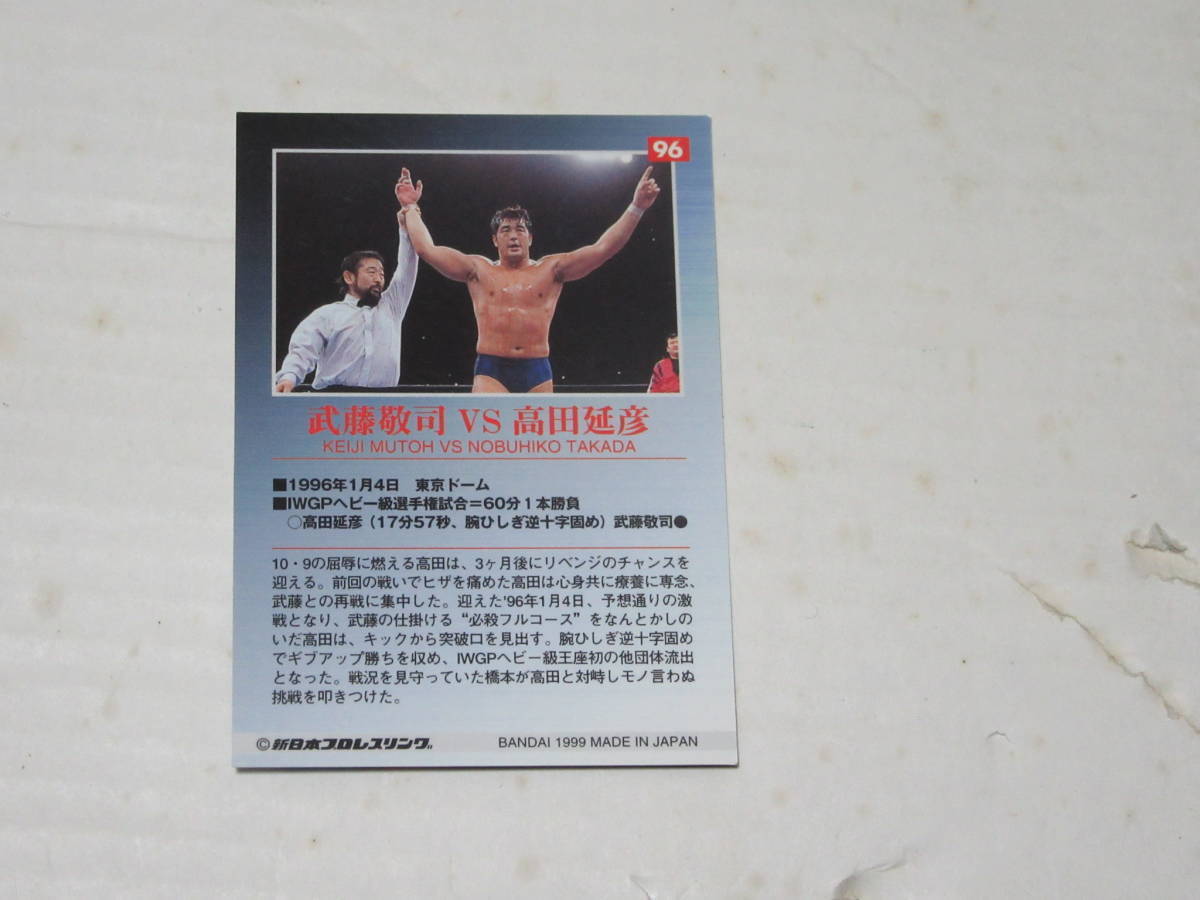 96
武藤敬司 VS 高田延彦
KEIJI MUTOH VS NOBUHIKO TAKADA
■1996年1月4日 東京ドーム
■IWGPヘビー級選手権試合=60分1本勝負
○高田延彦（17分57秒、腕ひしぎ逆十字固め）武藤敬司●
10・9の屈辱に燃える高田は、3ヶ月後にリベンジのチャンスを
迎える。前回の戦いでヒザを痛めた高田は心身共に療養に専念、
武藤との再戦に集中した。迎えた'96年1月4日、予想通りの激
戦となり、武藤の仕掛ける“必殺フルコース”をなんとかしの
いだ高田は、キックから突破口を見出す。腕ひしぎ逆十字固め
でギブアップ勝ちを収め、IWGPヘビー級王座初の他団体流出
となった。戦況を見守っていた橋本が高田と対峙しモノ言わぬ
挑戦を叩きつけた。
©新日本プロレスリング㈱
BANDAI 1999 MADE IN JAPAN